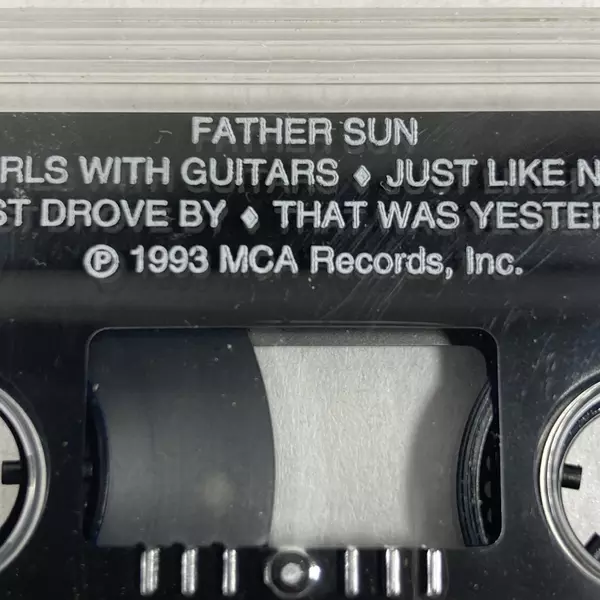 FATHER SUN
RLS WITH GUITARS ♦ JUST LIKE N
ST DROVE BY ♦ THAT WAS YESTER
℗ 1993 MCA Records, Inc.